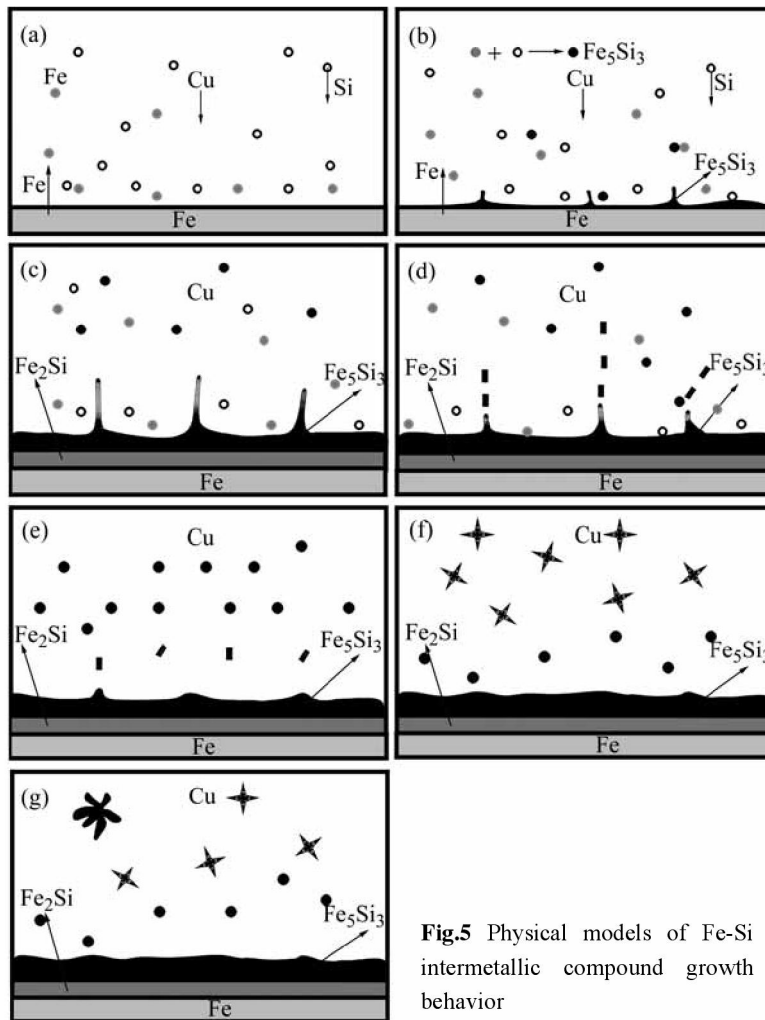 (a)
Fe
Cu
Si
Fe
Fe
(b)
+ → Fe₅Si₃
Cu
Si
Fe
Fe₅Si₃
Fe
(c)
Cu
Fe₂Si
Fe₅Si₃
Fe
(d)
Cu
Fe₂Si
Fe₅Si₃
Fe
(e)
Cu
Fe₂Si
Fe₅Si₃
Fe
(f)
Cu
Fe₂Si
Fe₅Si₃
Fe
(g)
Cu
Fe₂Si
Fe₅Si₃
Fe
Fig.5 Physical models of Fe-Si
intermetallic compound growth
behavior